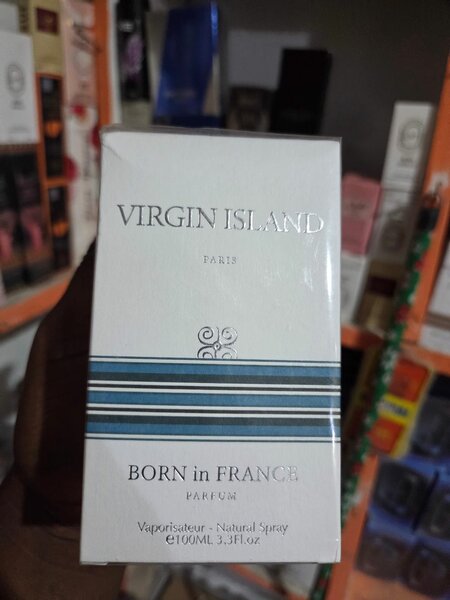 VIRGIN ISLAND
PARIS
BORN in FRANCE
PARFUM
Vaporisateur - Natural Spray
℮100ML 3,3Fl.oz